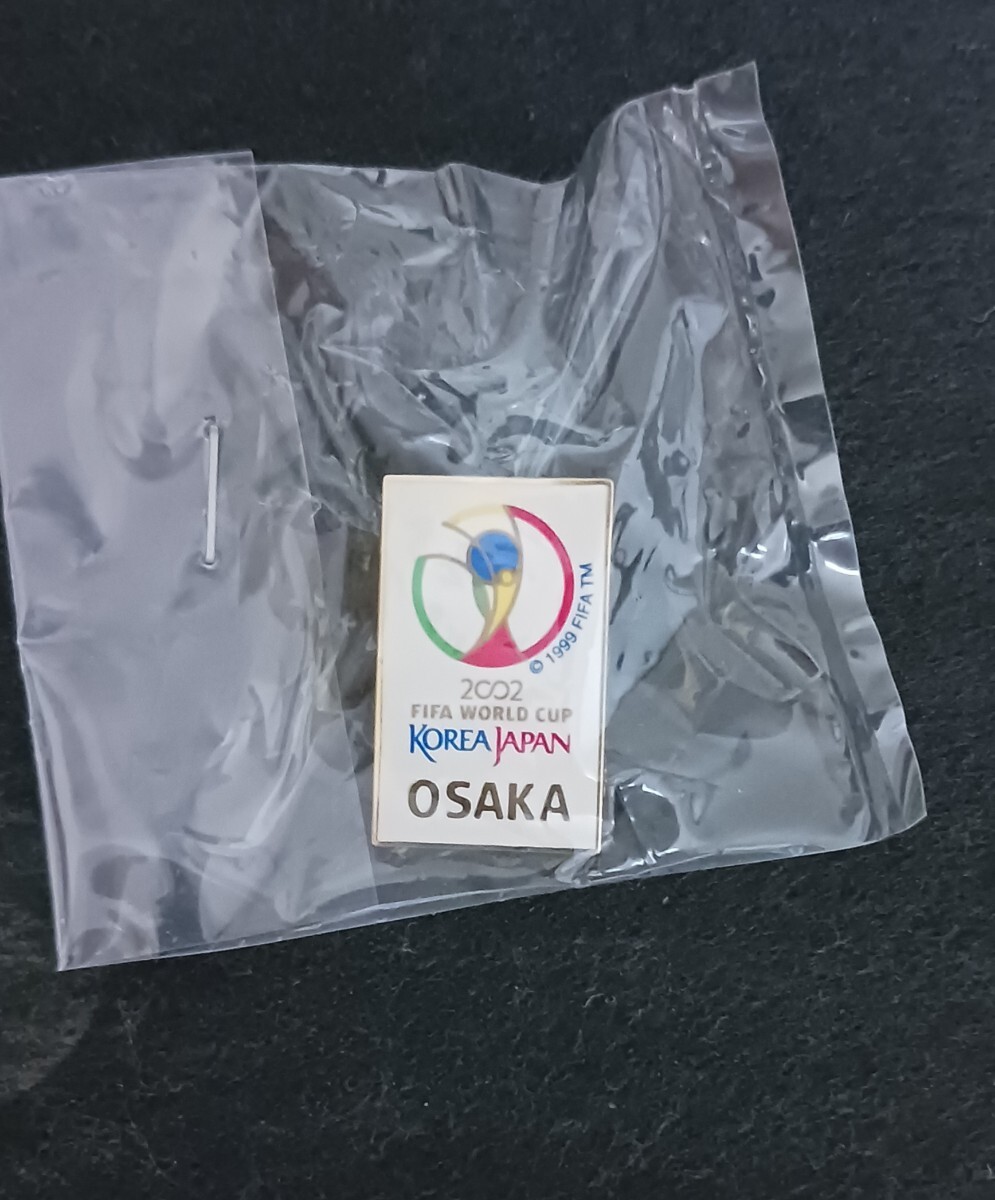 © 1999 FIFA TM
2002
FIFA WORLD CUP
KOREA JAPAN
OSAKA